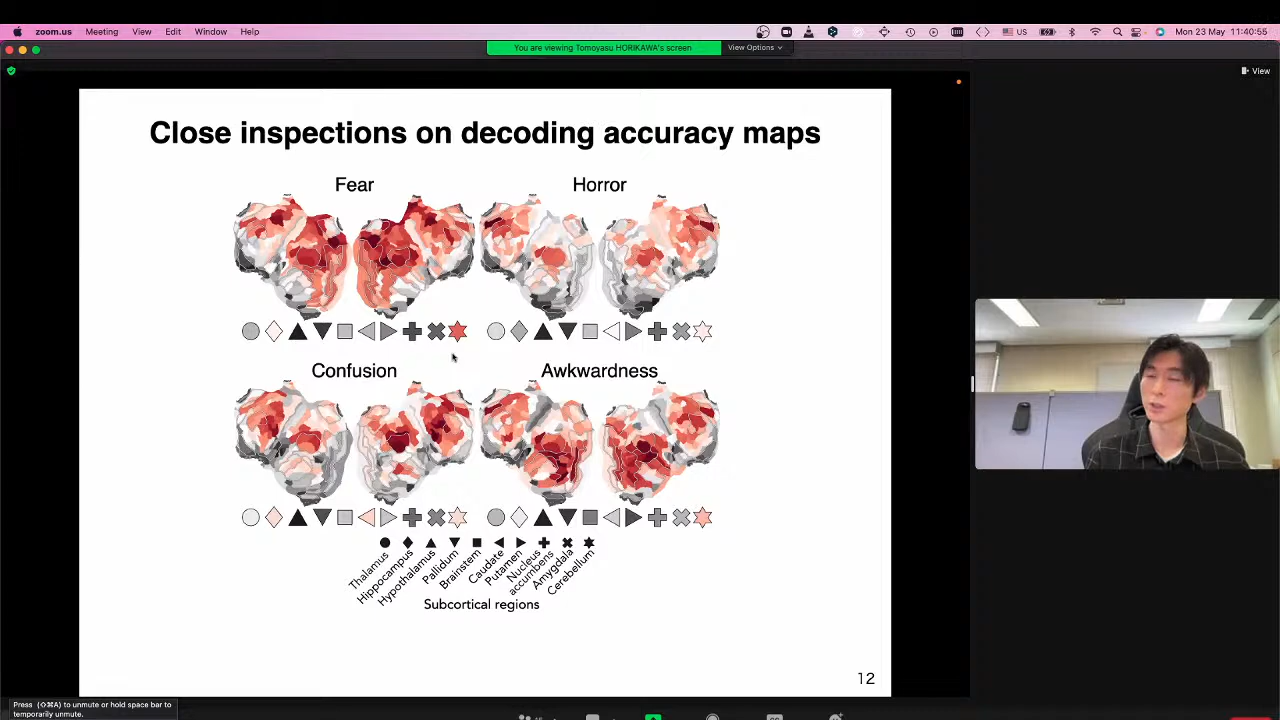 zoom.us Meeting View Edit Window Help US Mon 23 May 11:40:55
You are viewing Tomoyasu HORIKAWA's screen View Options
View
Close inspections on decoding accuracy maps
Fear Horror
Confusion Awkwardness
Thalamus
Hippocampus
Hypothalamus
Pallidum
Brainstem
Caudate
Putamen
Nucleus
accumbens
Amygdala
Cerebellum
Subcortical regions
12
Press (⇧⌘A) to unmute or hold space bar to
temporarily unmute.